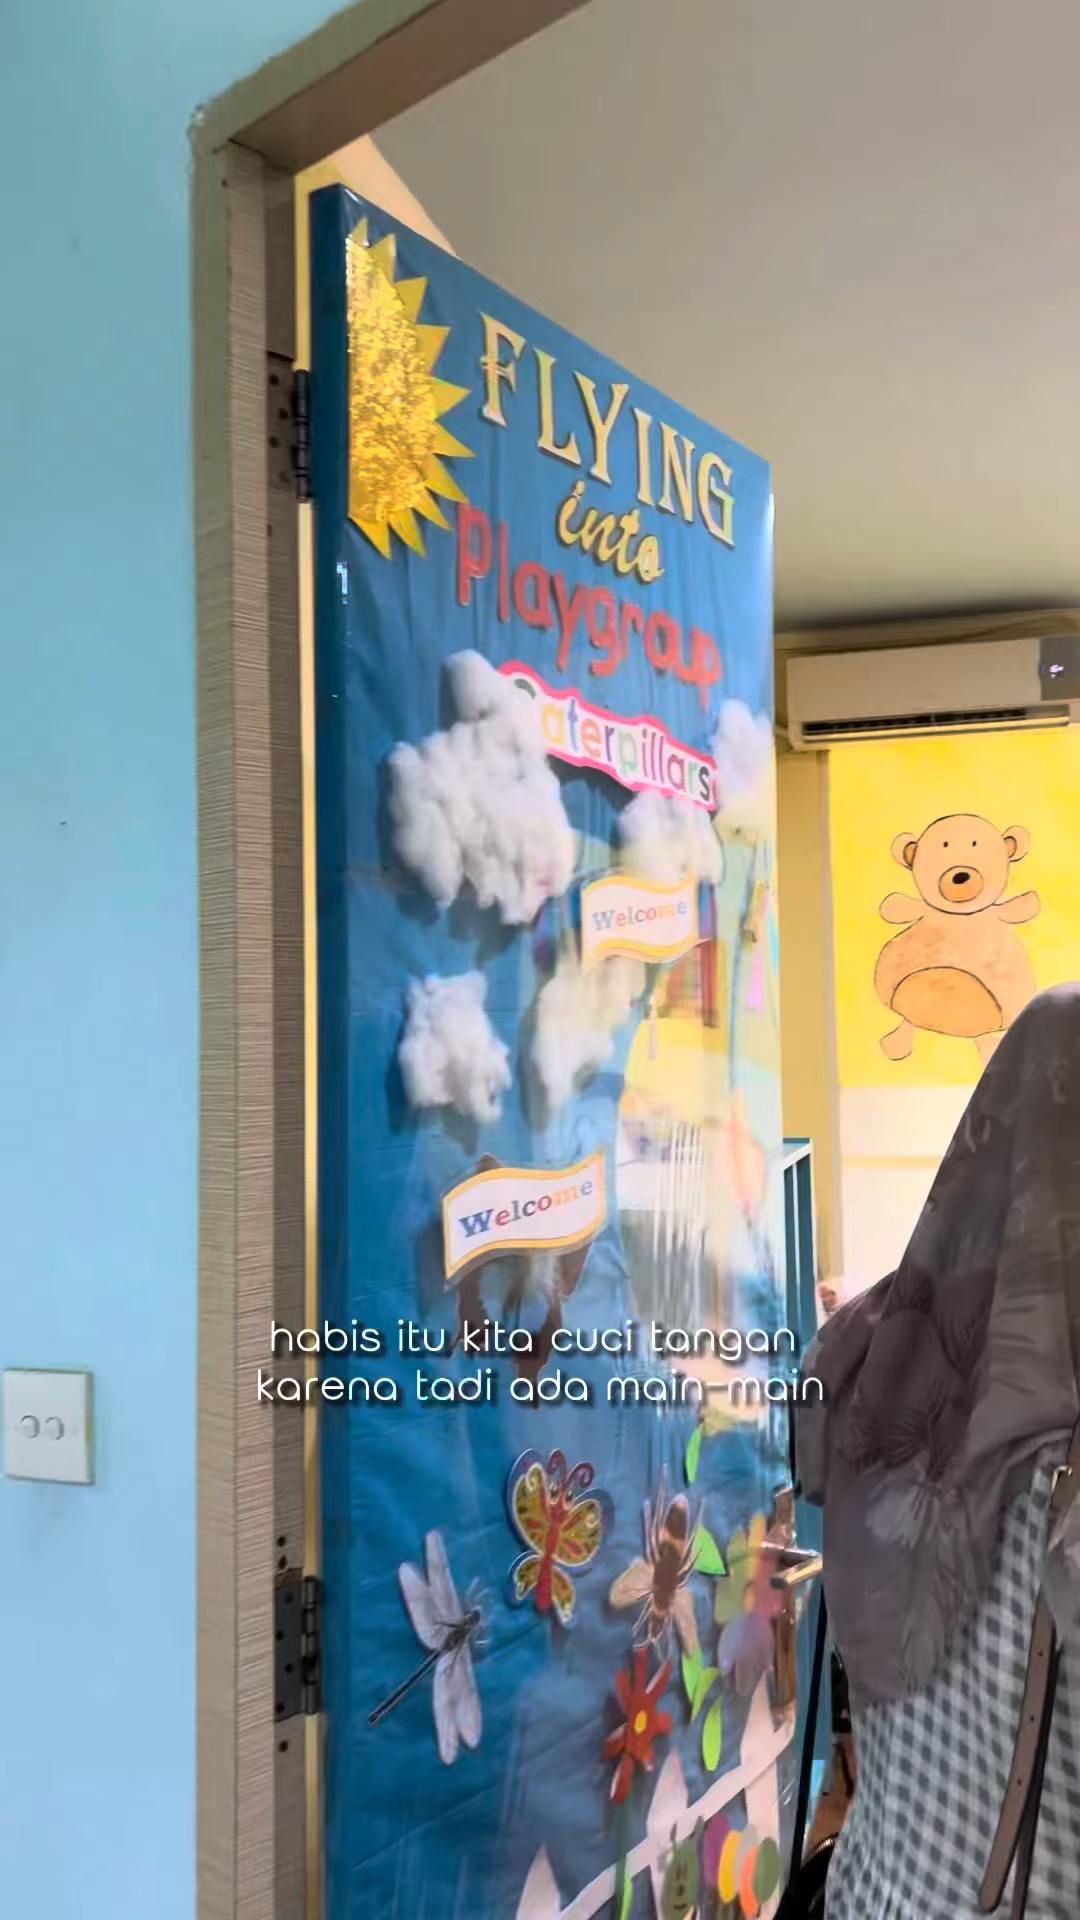 FLYING
into
Playgroup
Caterpillars
Welcome
Welcome
habis itu kita cuci tangan
karena tadi ada main-main